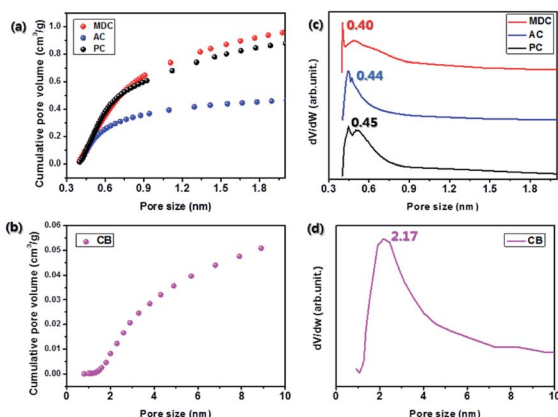 (a)
MDC
AC
PC
Cumulative pore volume (cm³/g)
1.0
0.8
0.6
0.4
0.2
0.0
0.3 0.6 0.9 1.2 1.5 1.8
Pore size (nm)
(c)
MDC
AC
PC
0.40
0.44
0.45
dV/dW (arb.unit.)
0.3 0.6 0.9 1.2 1.5 1.8
Pore size (nm)
(b)
CB
Cumulative pore volume (cm³/g)
0.06
0.05
0.04
0.03
0.02
0.01
0.00
0 2 4 6 8 10
Pore size (nm)
(d)
CB
2.17
dV/dw (arb.unit.)
0 2 4 6 8 10
Pore size (nm)